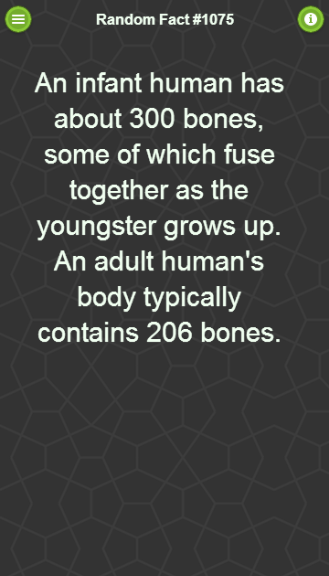 Random Fact #1075
An infant human has
about 300 bones,
some of which fuse
together as the
youngster grows up.
An adult human's
body typically
contains 206 bones.